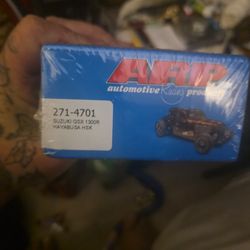 ARP
automotive Racing products
271-4701
SUZUKI GSX 1300R
HAYABUSA HSK